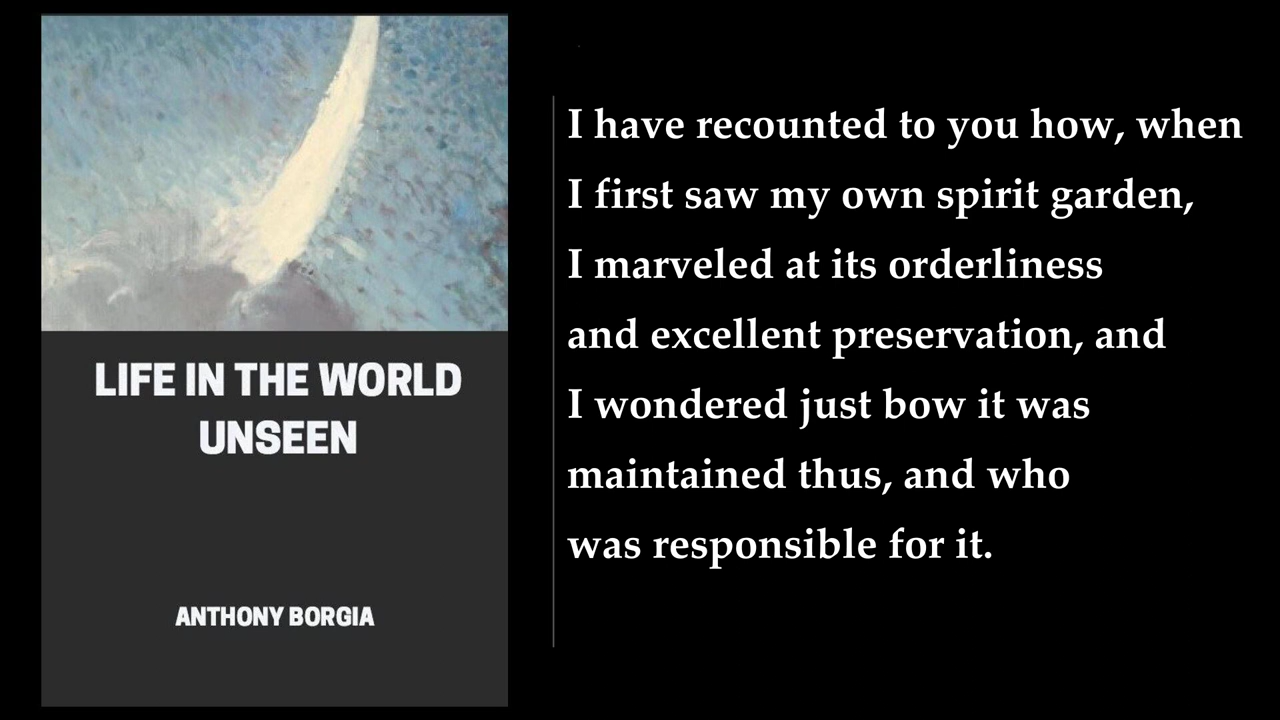 LIFE IN THE WORLD
UNSEEN
ANTHONY BORGIA
I have recounted to you how, when
I first saw my own spirit garden,
I marveled at its orderliness
and excellent preservation, and
I wondered just bow it was
maintained thus, and who
was responsible for it.